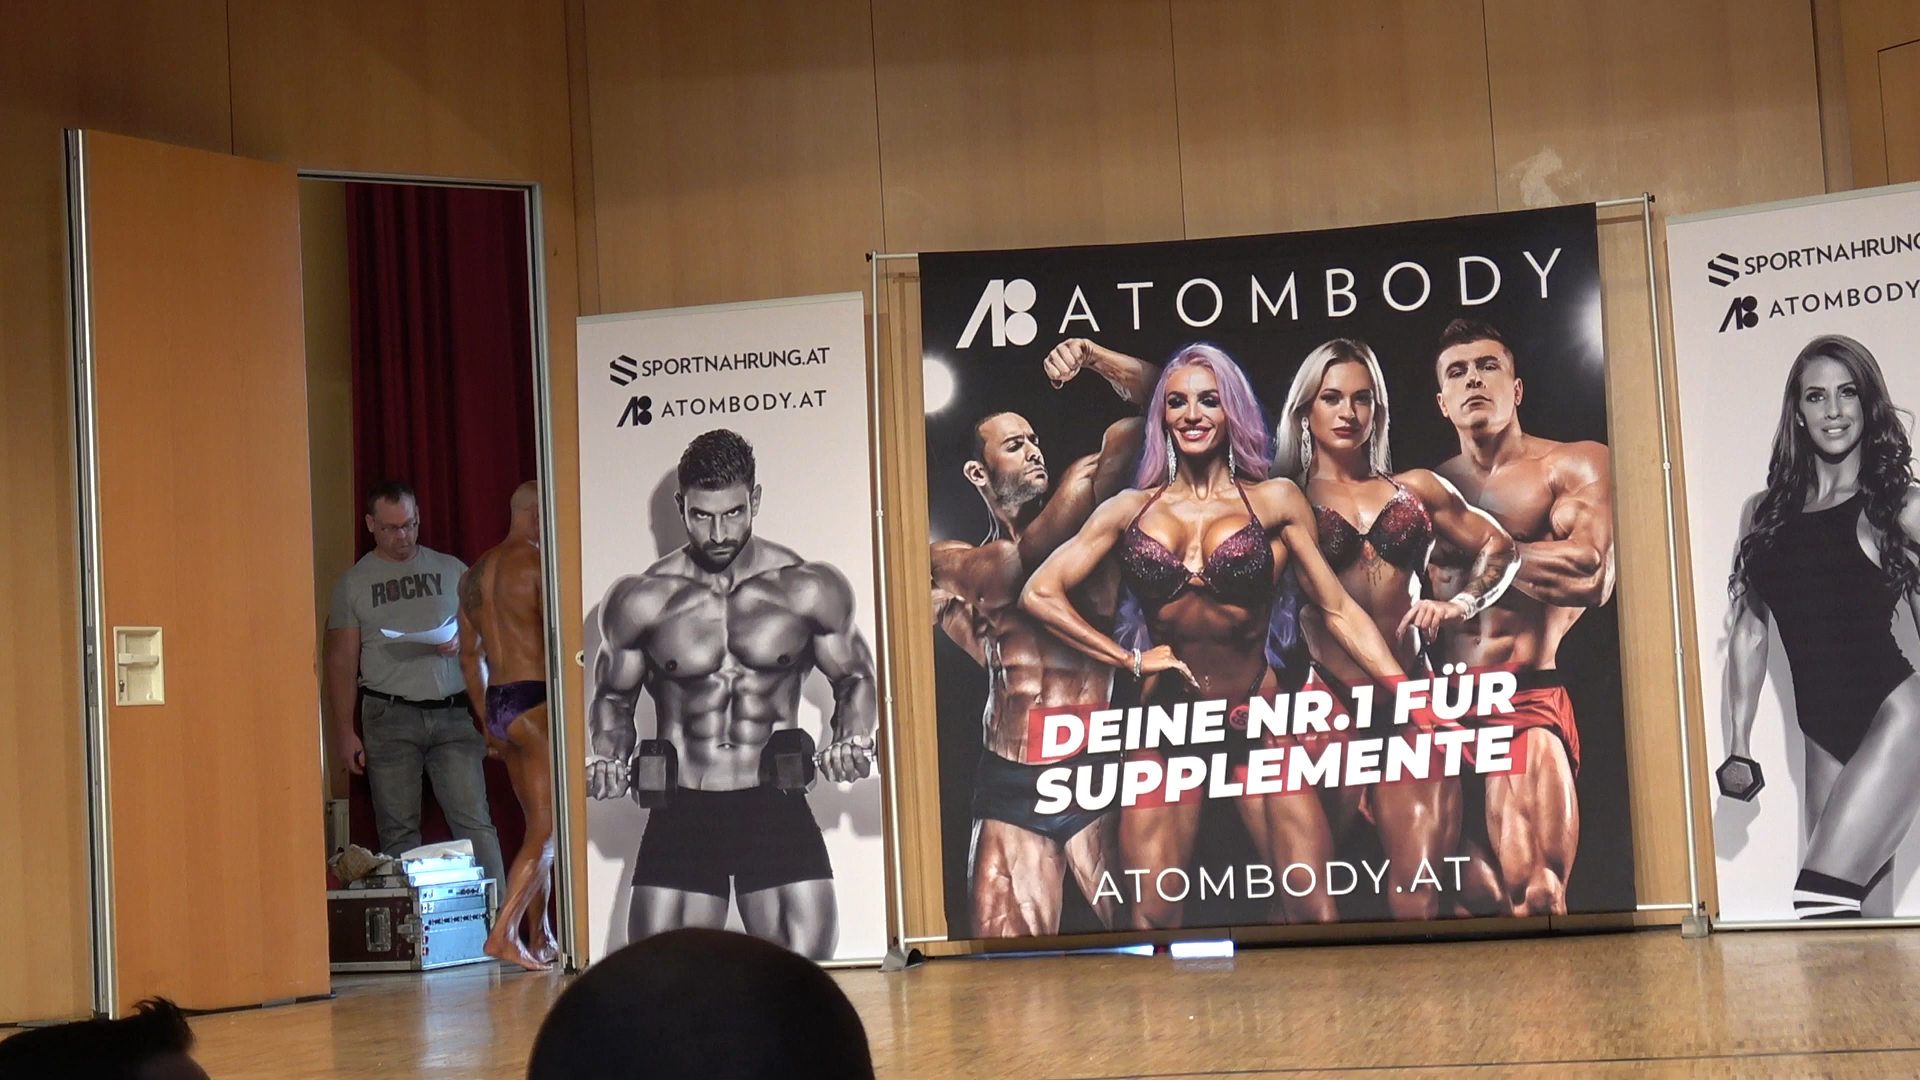 SPORTNAHRUNG.AT
ATOMBODY.AT
ROCKY
ATOMBODY
DEINE NR.1 FÜR
SUPPLEMENTE
ATOMBODY.AT
SPORTNAHRUNG
ATOMBODY